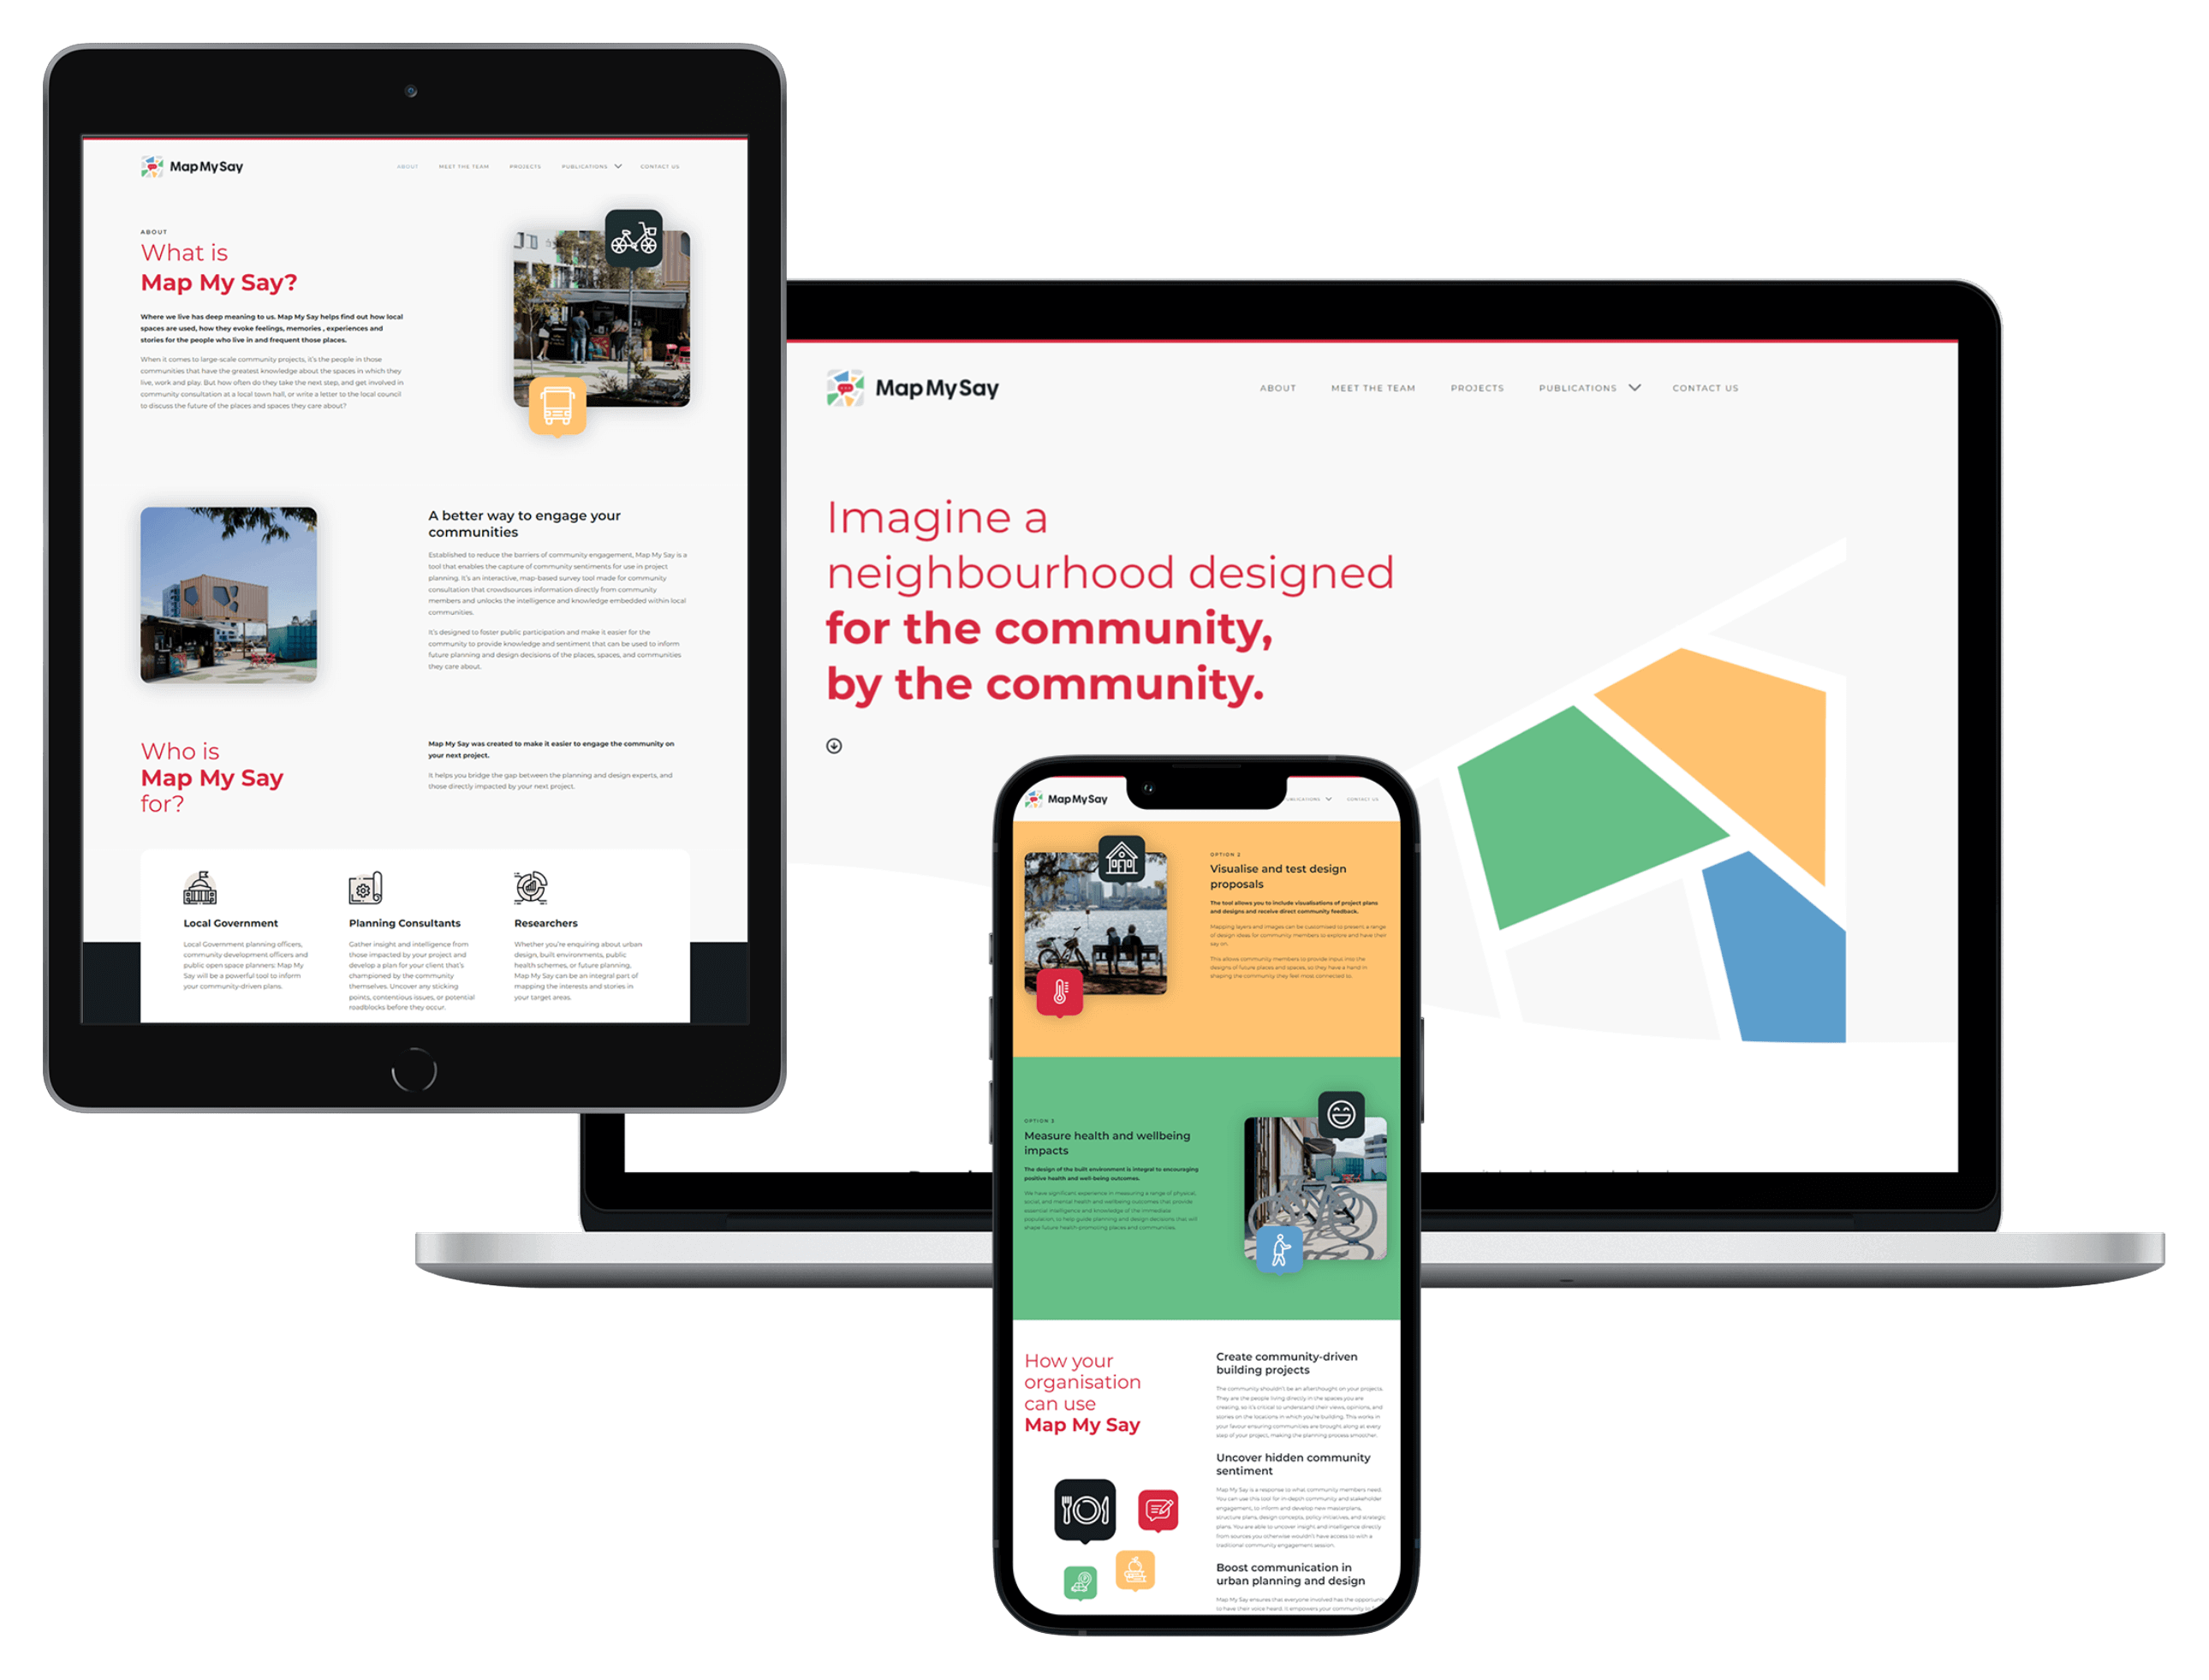 Map My Say
ABOUT
MEET THE TEAM
PROJECTS
PUBLICATIONS
CONTACT US
ABOUT
What is
Map My Say?
Where we live has deep meaning to us. Map My Say helps find out how local
spaces are used, how they evoke feelings, memories , experiences and
stories for the people who live in and frequent those places.
When it comes to large-scale community projects, it's the people in those
communities that have the greatest knowledge about the spaces in which they
live, work and play. But how often do they take the next step, and get involved in
community consultation at a local town hall, or write a letter to the local council
to discuss the future of the places and spaces they care about?
A better way to engage your
communities
Established to reduce the barriers of community engagement, Map My Say is a
tool that enables the capture of community sentiments for use in project
planning. It's an interactive, map-based survey tool made for community
consultation that crowdsources information directly from community
members and unlocks the intelligence and knowledge embedded within local
communities.
It's designed to foster public participation and make it easier for the
community to provide knowledge and sentiment that can be used to inform
future planning and design decisions of the places, spaces, and communities
they care about.
Who is
Map My Say
for?
Map My Say was created to make it easier to engage the community on
your next project.
It helps you bridge the gap between the planning and design experts, and
those directly impacted by your next project.
Local Government
Local Government planning officers,
community development officers and
public open space planners: Map My
Say will be a powerful tool to inform
your community-driven plans.
Planning Consultants
Gather insight and intelligence from
those impacted by your project and
develop a plan for your client that's
championed by the community
themselves. Uncover any sticking
points, contentious issues, or potential
roadblocks before they occur.
Researchers
Whether you're enquiring about urban
design, built environments, public
health schemes, or future planning,
Map My Say can be an integral part of
mapping the interests and stories in
your target areas.
Map My Say
ABOUT
MEET THE TEAM
PROJECTS
PUBLICATIONS
CONTACT US
Imagine a
neighbourhood designed
for the community,
by the community.
Map My Say
CONTACT US
OPTION 2
Visualise and test design
proposals
The tool allows you to include visualisations of project plans
and designs and receive direct community feedback.
Mapping layers and images can be customised to present a range
of design ideas for community members to explore and have their
say on.
This allows community members to provide input into the
designs of future places and spaces, so they have a hand in
shaping the community they feel most connected to.
OPTION 3
Measure health and wellbeing
impacts
The design of the built environment is integral to encouraging
positive health and well-being outcomes.
We have significant experience in measuring a range of physical,
social, and mental health and wellbeing outcomes that provide
essential intelligence and knowledge of the immediate
population, to help guide planning and design decisions that will
shape future health-promoting places and communities.
How your
organisation
can use
Map My Say
Create community-driven
building projects
The community shouldn't be an afterthought on your projects.
They are the people living directly in the spaces you are
creating, so it's critical to understand their views, opinions, and
stories on the locations in which you're building. This works in
your favour ensuring communities are brought along at every
step of your project, making the planning process smoother.
Uncover hidden community
sentiment
Map My Say is a response to what community members need.
You can use this tool for in-depth community and stakeholder
engagement, to inform and develop new masterplans,
structure plans, design concepts, policy initiatives, and strategic
plans. You are able to uncover insight and intelligence directly
from sources you otherwise wouldn't have access to with a
traditional community engagement session.
Boost communication in
urban planning and design
Map My Say ensures that everyone involved has the
to have their voice heard. It empowers your community